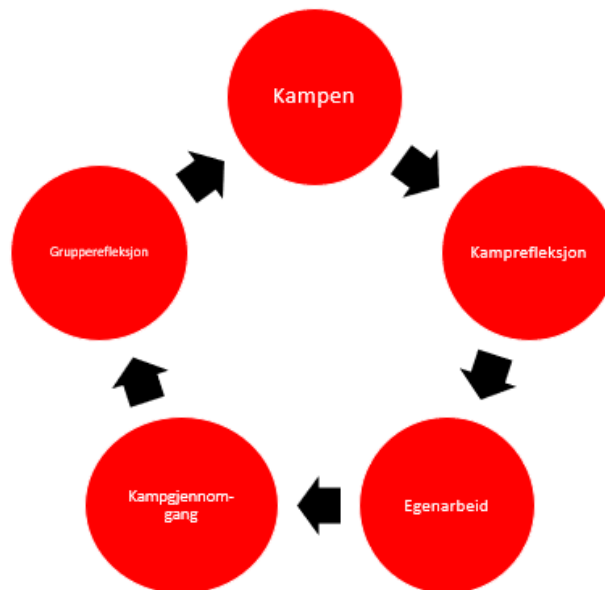 Kampen
Kamprefleksjon
Egenarbeid
Kampgjennom-
gang
Grupperefleksjon